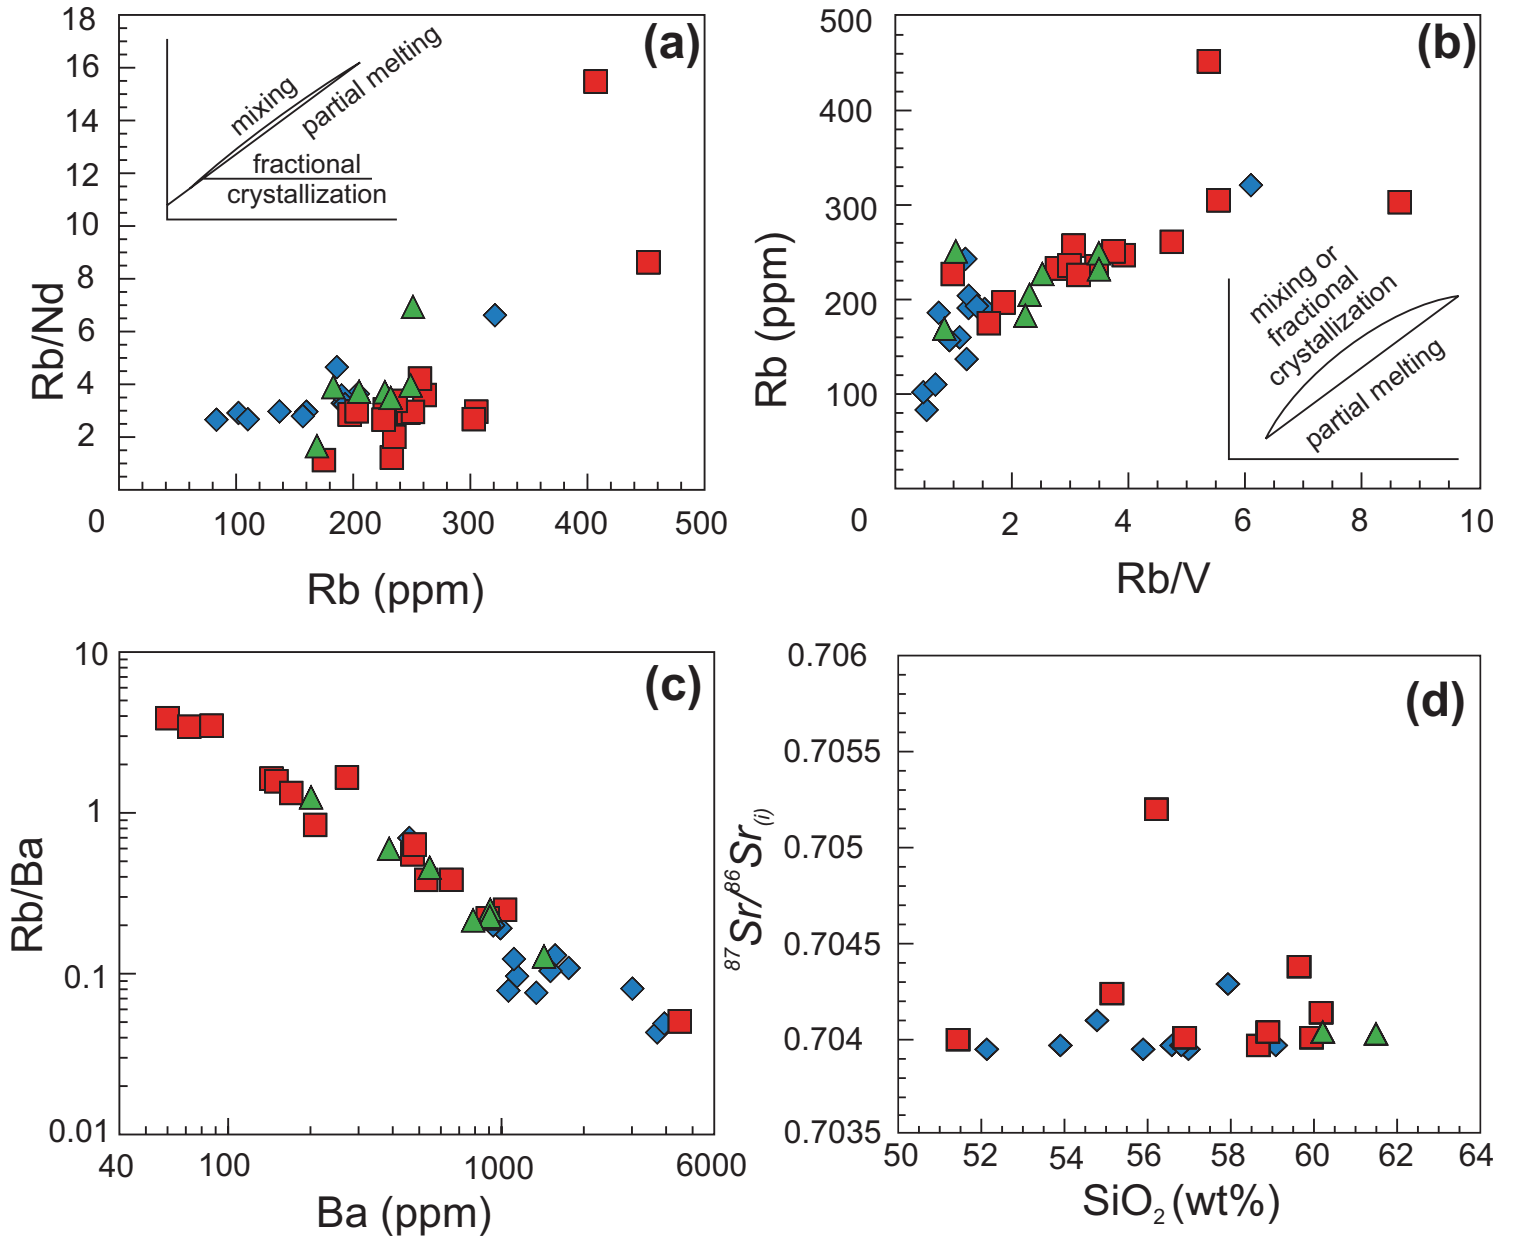 (a)
18
16
14
12
10
8
6
4
2
0
100
200
300
400
500
Rb/Nd
Rb (ppm)
mixing
partial melting
fractional
crystallization
(b)
500
400
300
200
100
0
2
4
6
8
10
Rb (ppm)
Rb/V
mixing or
fractional
crystallization
partial melting
(c)
10
1
0.1
0.01
40
100
1000
6000
Rb/Ba
Ba (ppm)
(d)
0.706
0.7055
0.705
0.7045
0.704
0.7035
50
52
54
56
58
60
62
64
⁸⁷Sr/⁸⁶Sr(i)
SiO₂ (wt%)